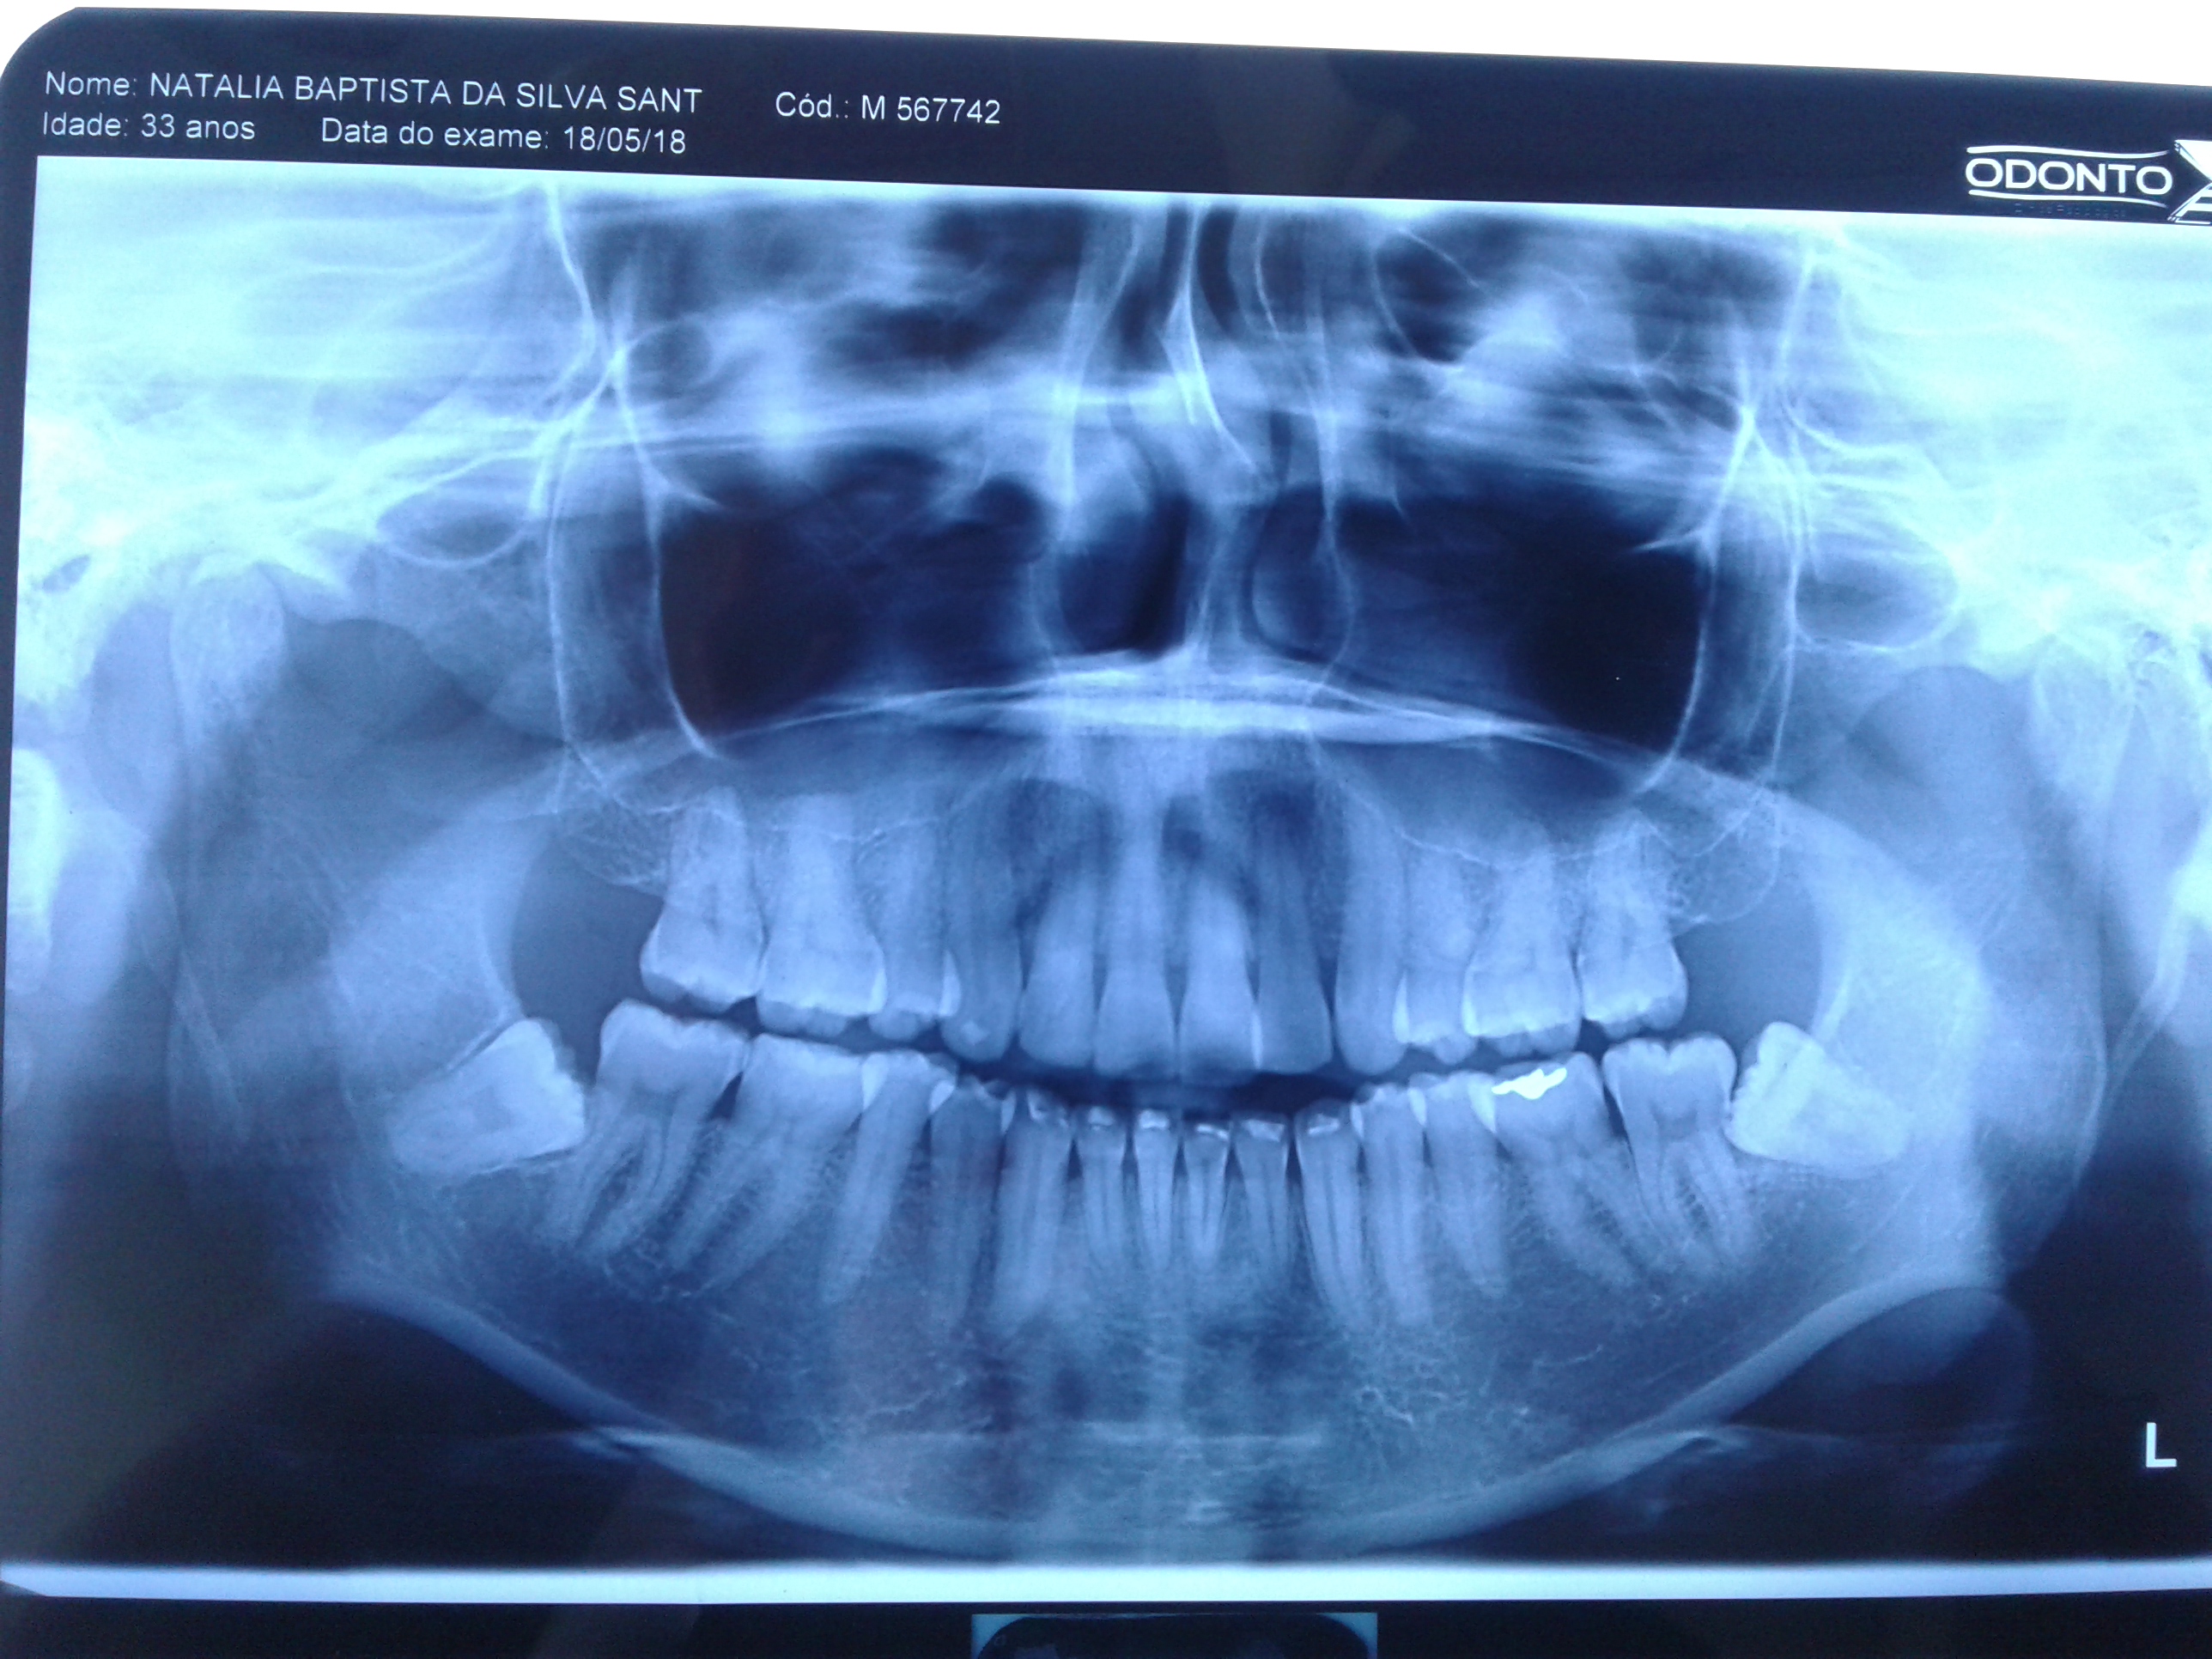 Nome: NATALIA BAPTISTA DA SILVA SANT Cód.: M 567742
Idade: 33 anos Data do exame: 18/05/18
ODONTO
L